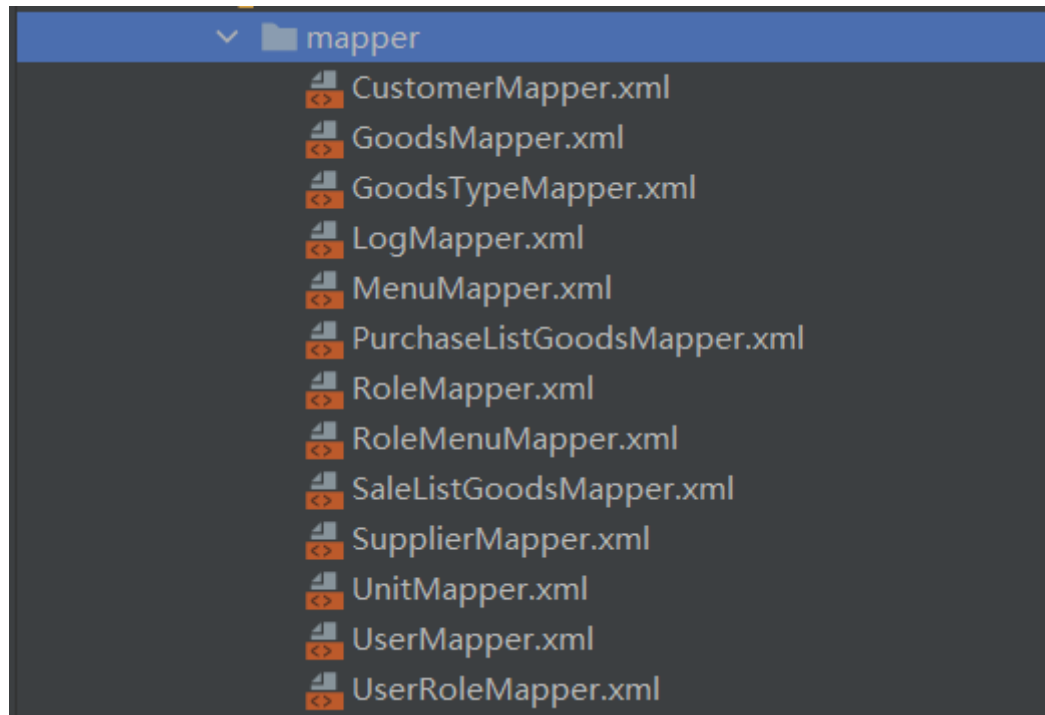 mapper
CustomerMapper.xml
GoodsMapper.xml
GoodsTypeMapper.xml
LogMapper.xml
MenuMapper.xml
PurchaseListGoodsMapper.xml
RoleMapper.xml
RoleMenuMapper.xml
SaleListGoodsMapper.xml
SupplierMapper.xml
UnitMapper.xml
UserMapper.xml
UserRoleMapper.xml